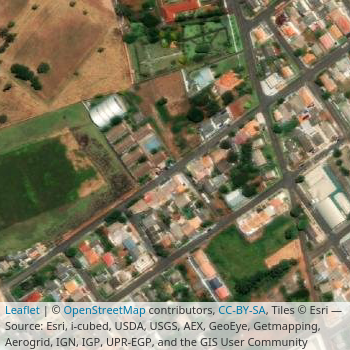 Leaflet | © OpenStreetMap contributors, CC-BY-SA, Tiles © Esri —
Source: Esri, i-cubed, USDA, USGS, AEX, GeoEye, Getmapping,
Aerogrid, IGN, IGP, UPR-EGP, and the GIS User Community